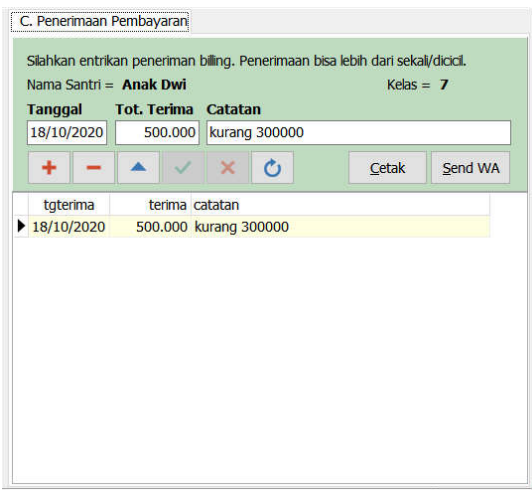 C. Penerimaan Pembayaran
Silahkan entrikan peneriman billing. Penerimaan bisa lebih dari sekali/dicicil.
Nama Santri = Anak Dwi Kelas = 7
Tanggal Tot. Terima Catatan
18/10/2020 500.000 kurang 300000
Cetak Send WA
tgterima terima catatan
18/10/2020 500.000 kurang 300000